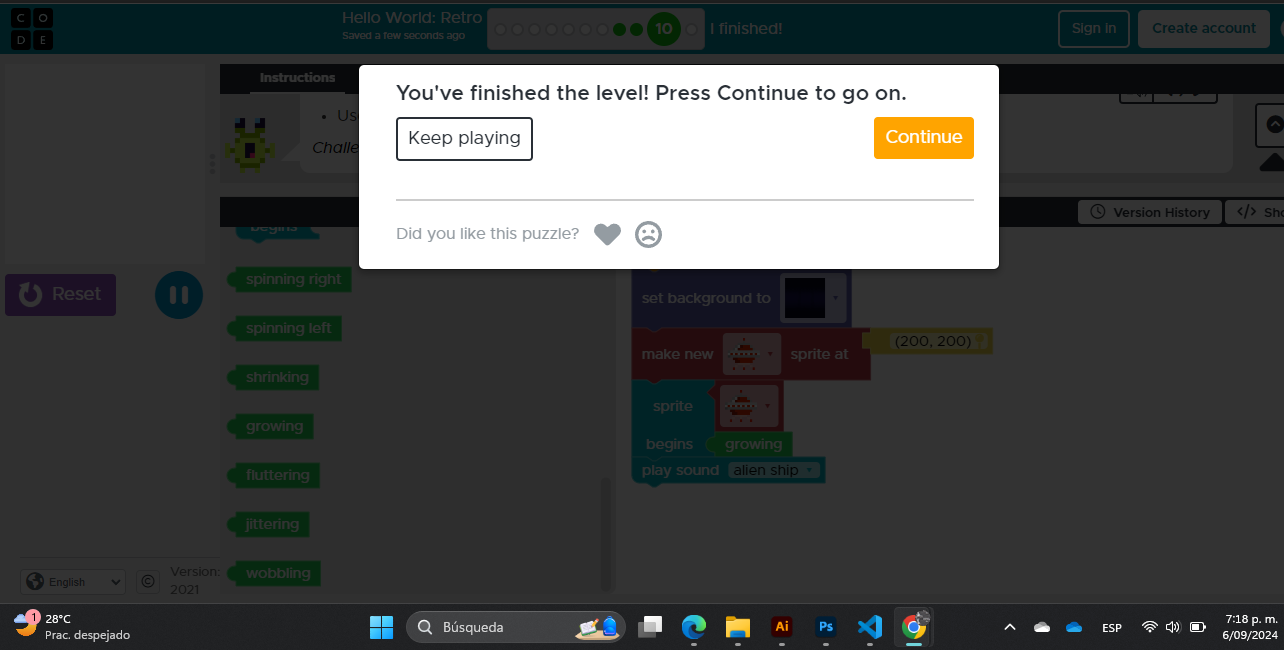 C O
D E
Hello World: Retro
Saved a few seconds ago
10
I finished!
Sign in
Create account
Instructions
You've finished the level! Press Continue to go on.
Keep playing
Continue
Did you like this puzzle?
• Us
Challe
Version History
</> Sho
begins
spinning right
spinning left
shrinking
growing
fluttering
jittering
wobbling
Reset
set background to
make new sprite at (200, 200)
sprite
begins growing
play sound alien ship
English
©
Version:
2021
1
28°C
Prac. despejado
Búsqueda
Ai
Ps
ESP
7:18 p. m.
6/09/2024